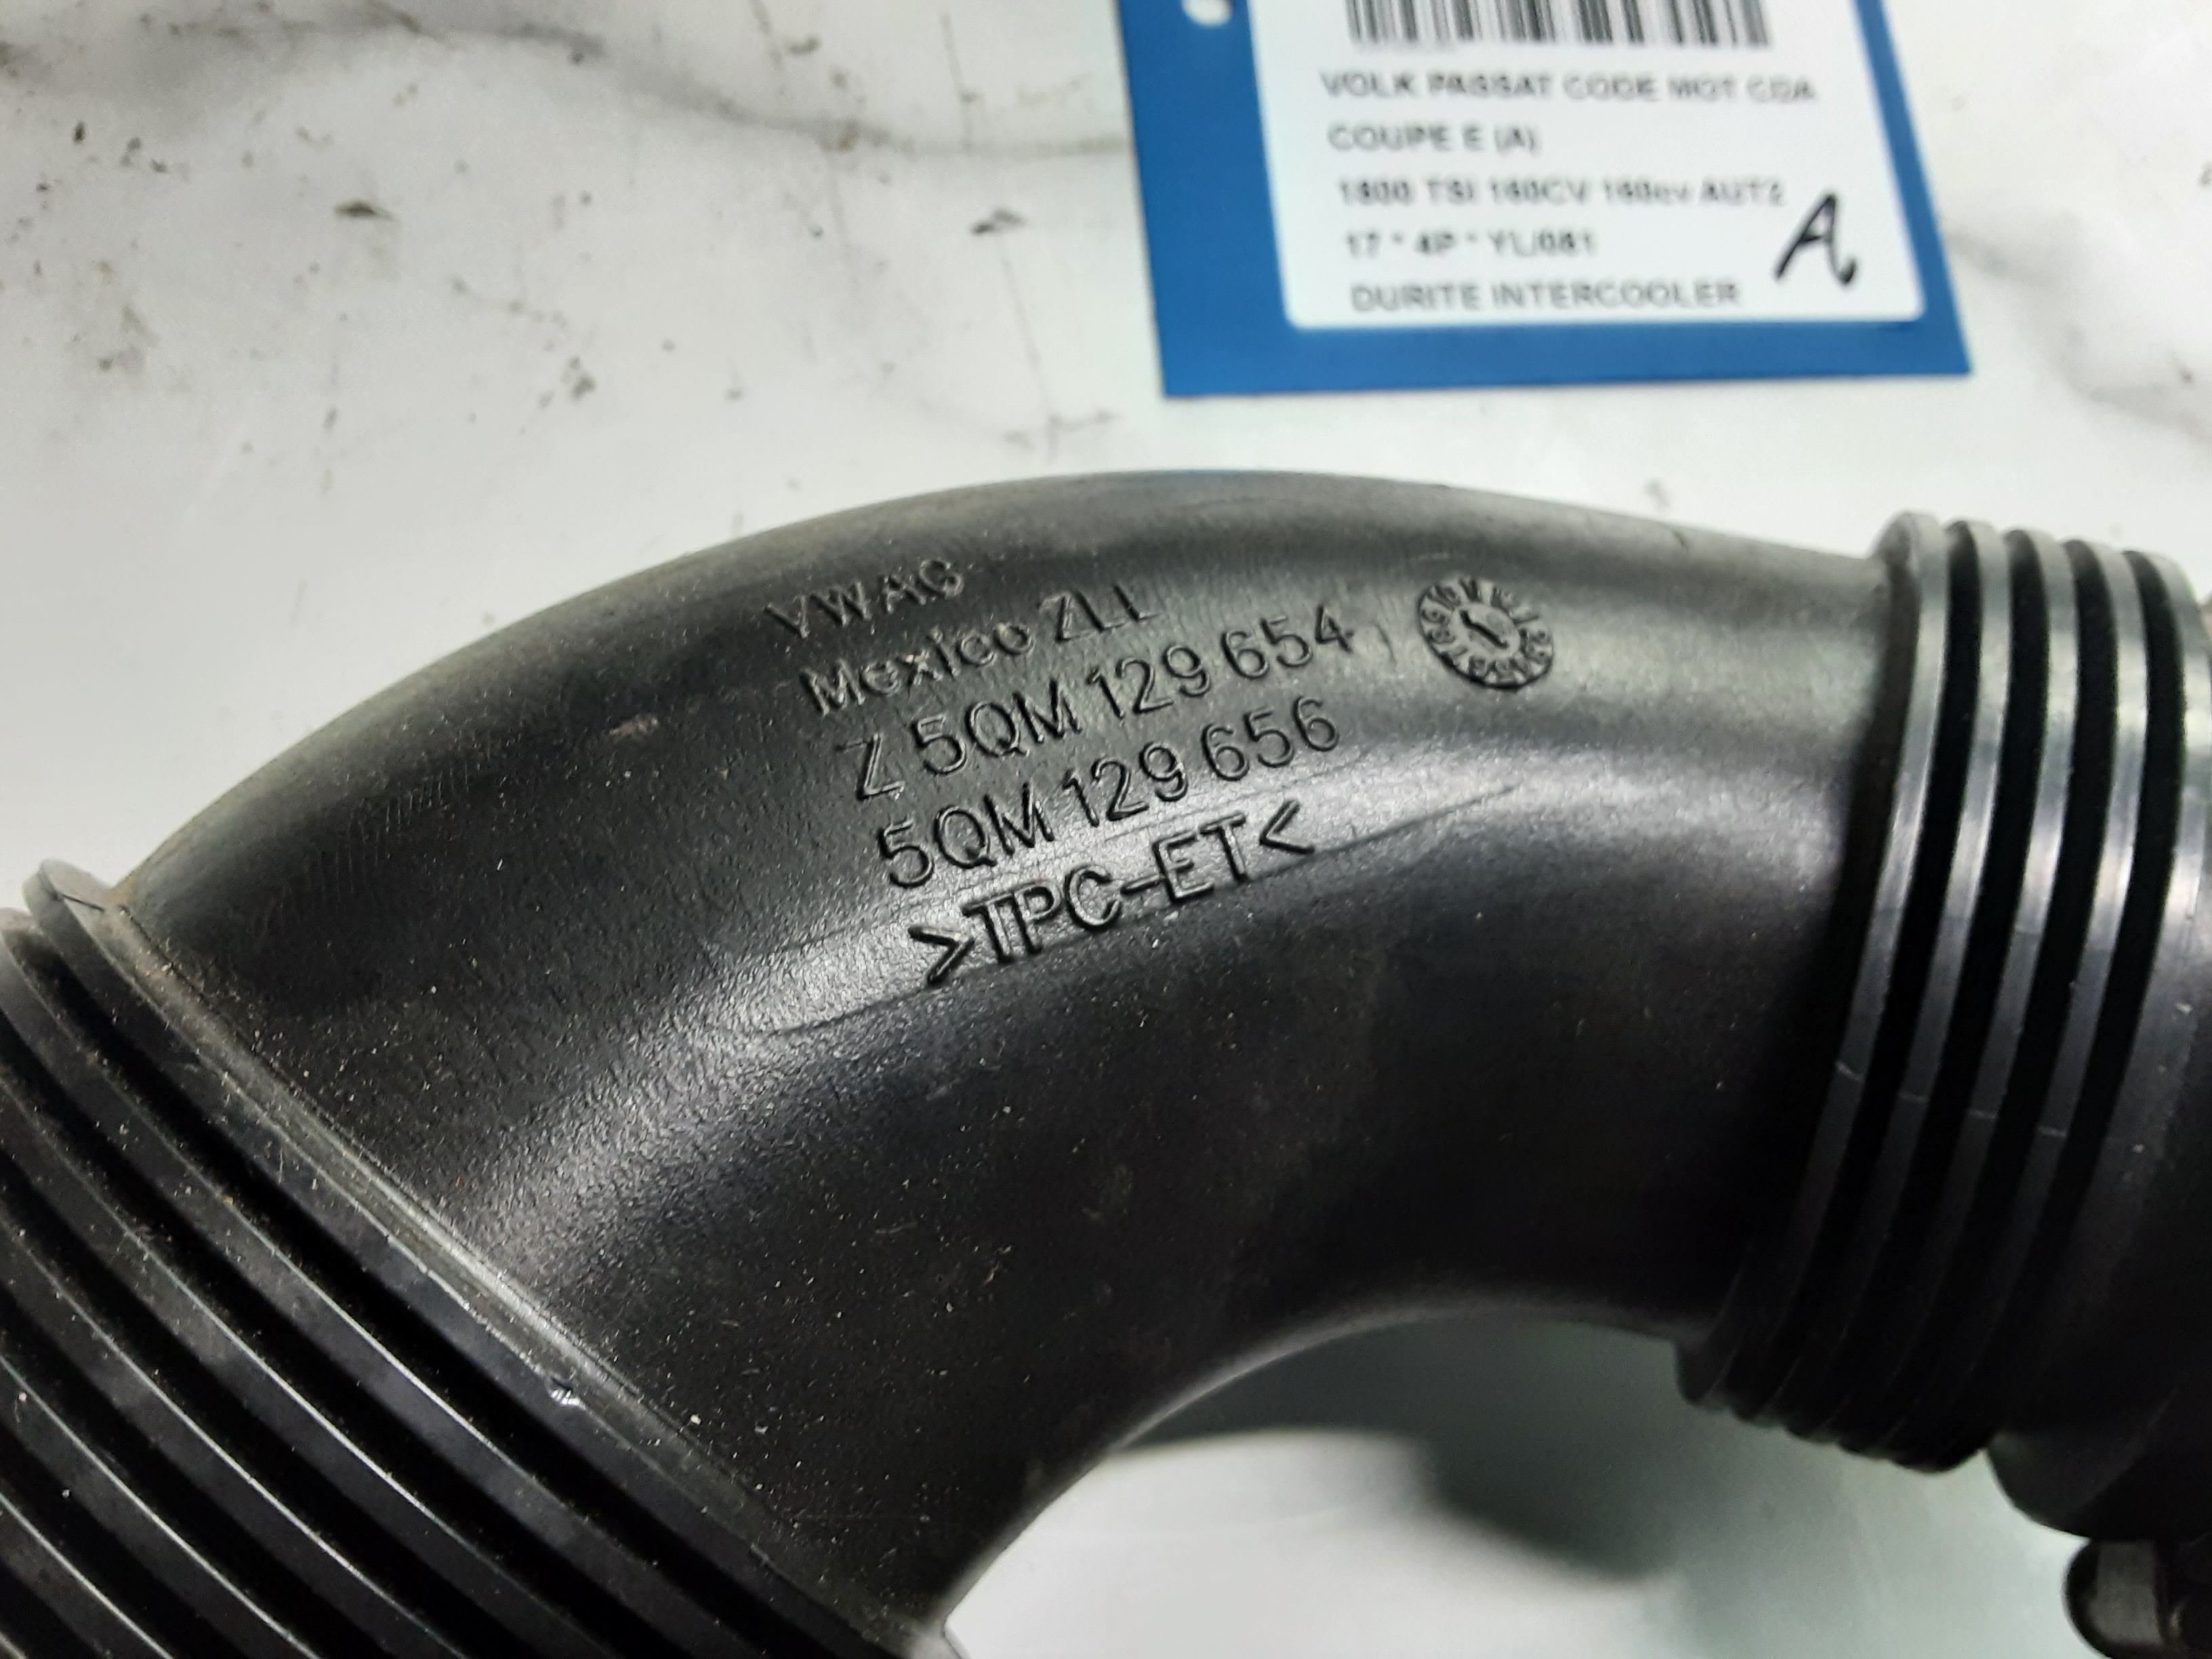 VOLK PASSAT CODE MOT CDA
COUPE E (A)
1800 TSI 160CV 160cv AUT2
17 * 4P * YL/081
DURITE INTERCOOLER
A
VWAG
Mexico ZLL
Z 5QM 129 654
5QM 129 656
>TPC-ET<